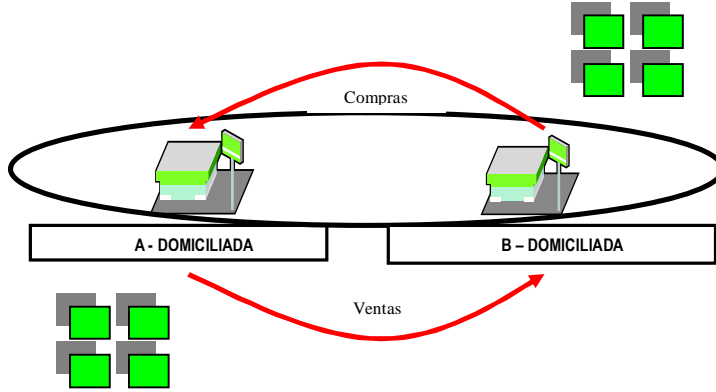 Compras
A - DOMICILIADA
B – DOMICILIADA
Ventas